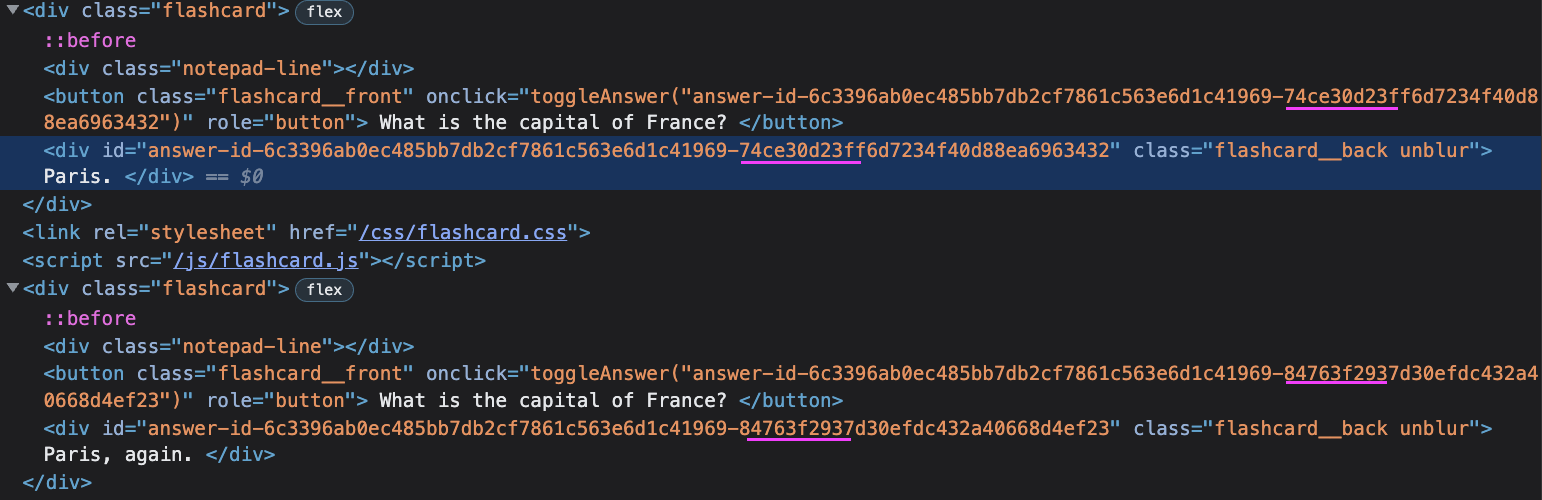 ▼<div class="flashcard"> flex
::before
<div class="notepad-line"></div>
<button class="flashcard__front" onclick="toggleAnswer("answer-id-6c3396ab0ec485bb7db2cf7861c563e6d1c41969-74ce30d23ff6d7234f40d8
8ea6963432")" role="button"> What is the capital of France? </button>
<div id="answer-id-6c3396ab0ec485bb7db2cf7861c563e6d1c41969-74ce30d23ff6d7234f40d88ea6963432" class="flashcard__back unblur">
Paris. </div> == $0
</div>
<link rel="stylesheet" href="/css/flashcard.css">
<script src="/js/flashcard.js"></script>
▼<div class="flashcard"> flex
::before
<div class="notepad-line"></div>
<button class="flashcard__front" onclick="toggleAnswer("answer-id-6c3396ab0ec485bb7db2cf7861c563e6d1c41969-84763f2937d30efdc432a4
0668d4ef23")" role="button"> What is the capital of France? </button>
<div id="answer-id-6c3396ab0ec485bb7db2cf7861c563e6d1c41969-84763f2937d30efdc432a40668d4ef23" class="flashcard__back unblur">
Paris, again. </div>
</div>